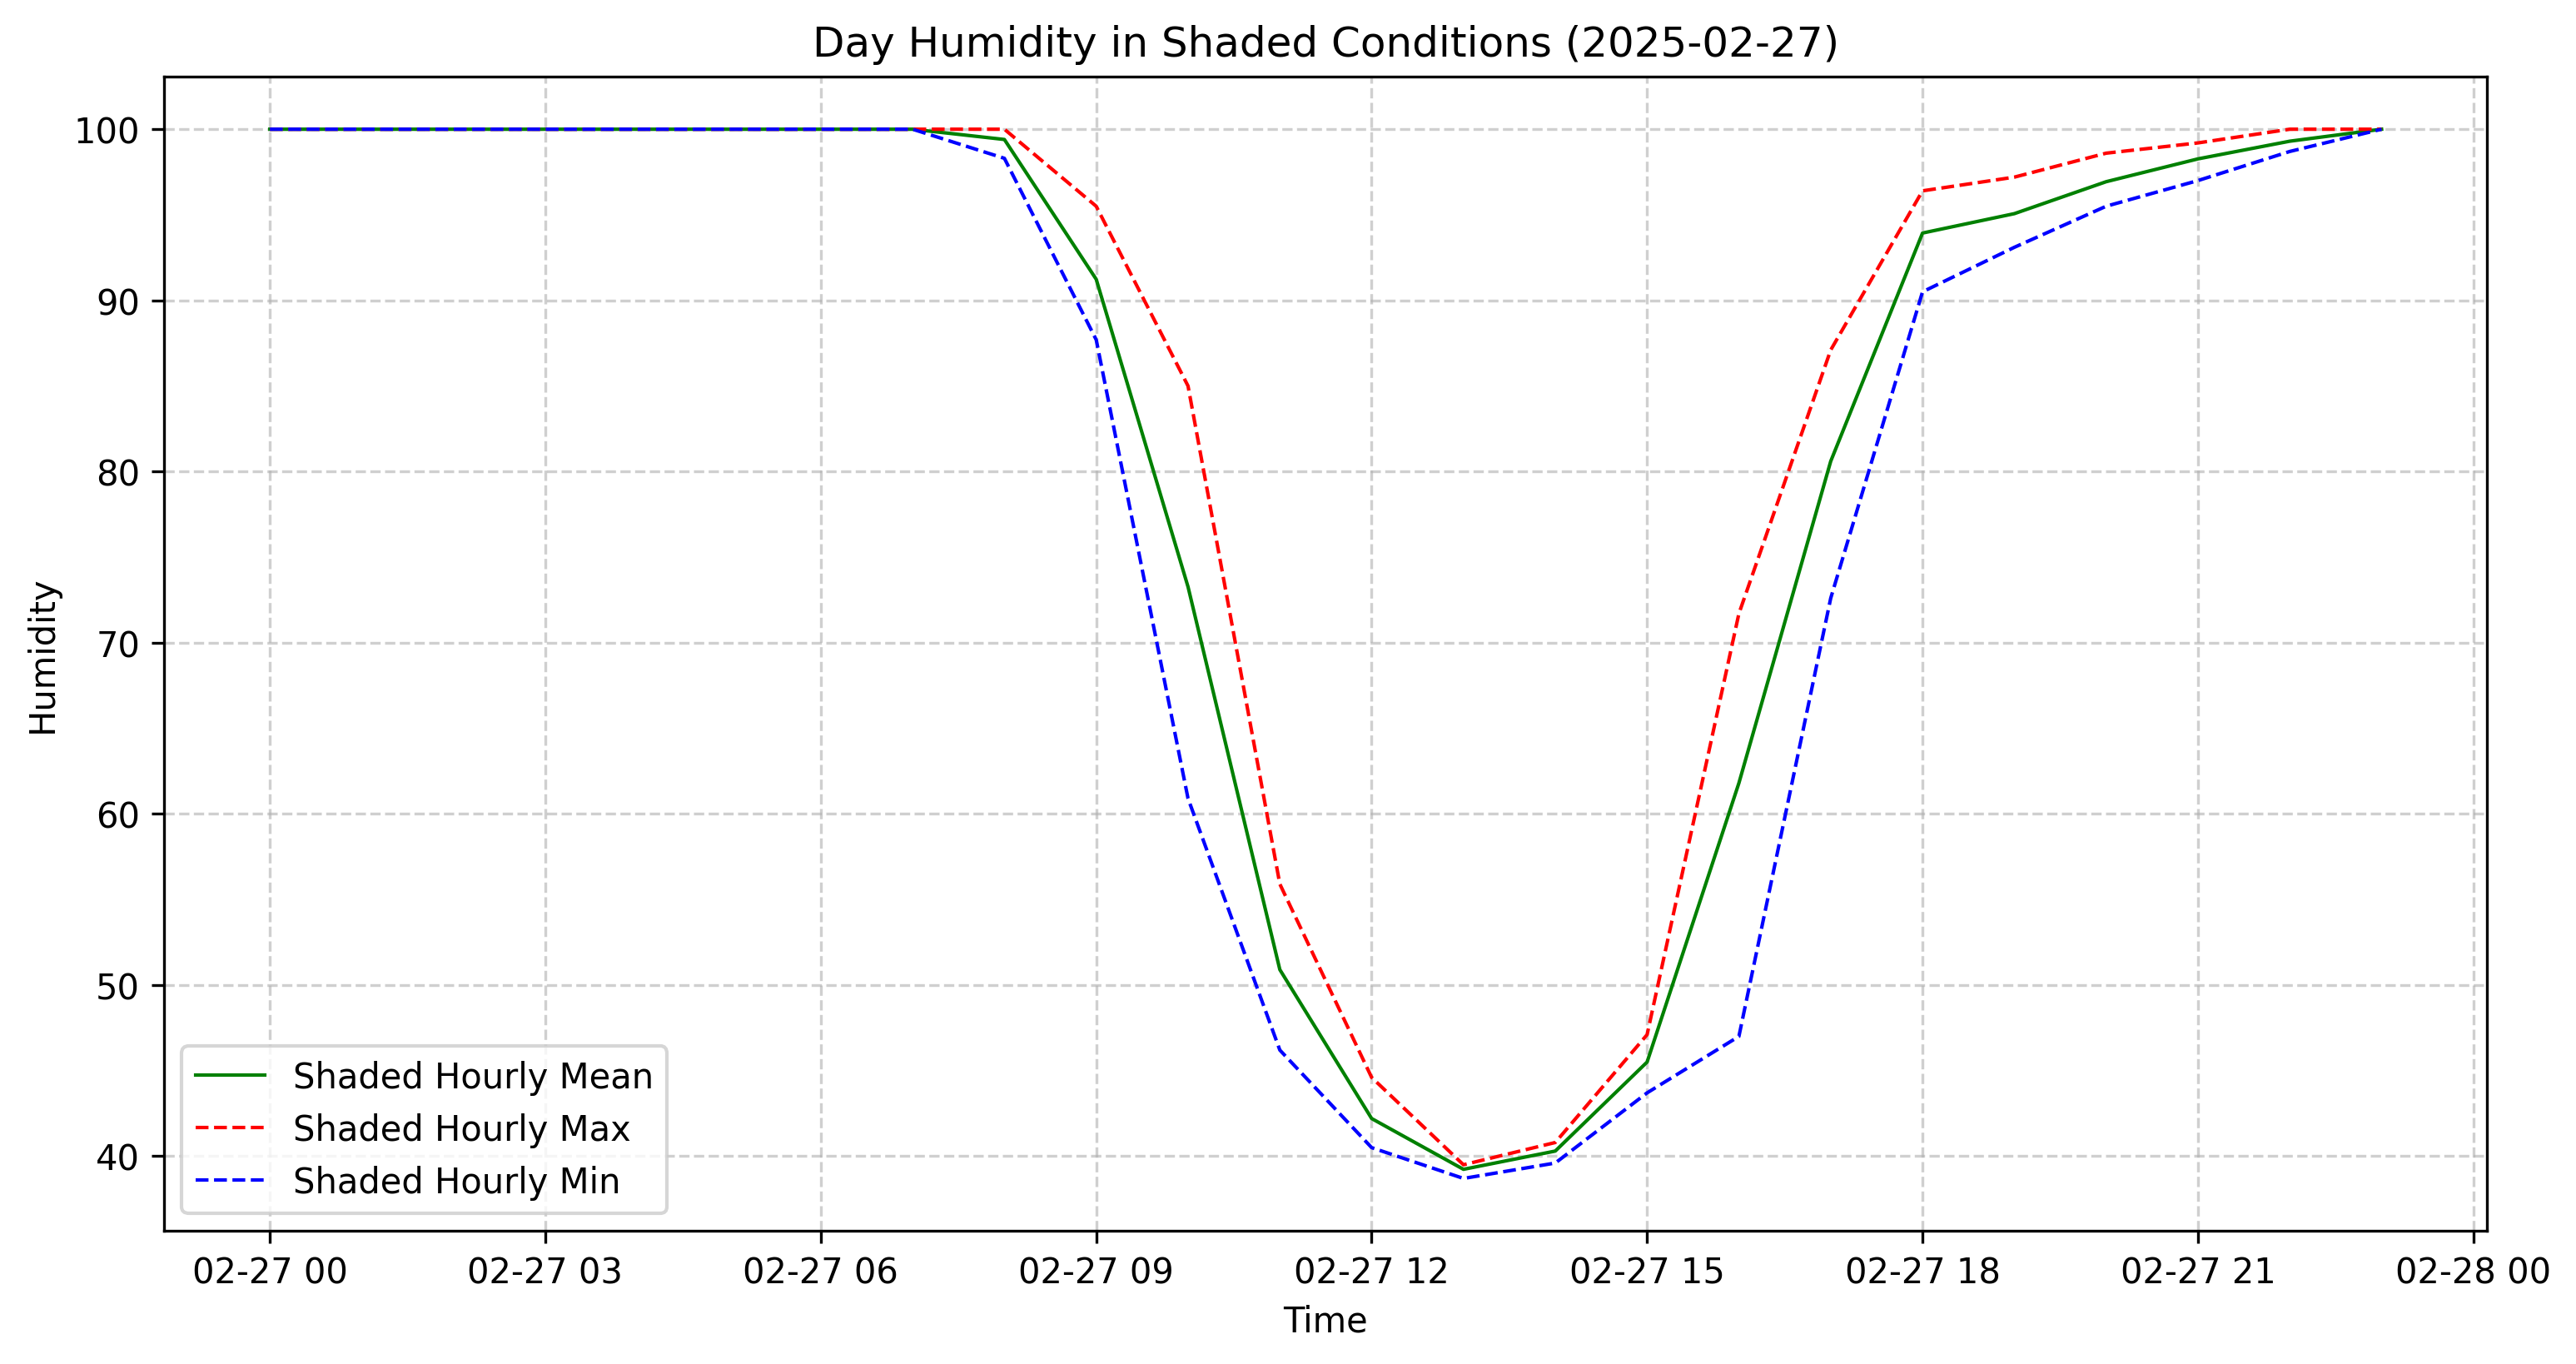 Day Humidity in Shaded Conditions (2025-02-27)
100
90
80
70
60
50
40
Humidity
Shaded Hourly Mean
Shaded Hourly Max
Shaded Hourly Min
02-27 00 02-27 03 02-27 06 02-27 09 02-27 12 02-27 15 02-27 18 02-27 21 02-28 00
Time